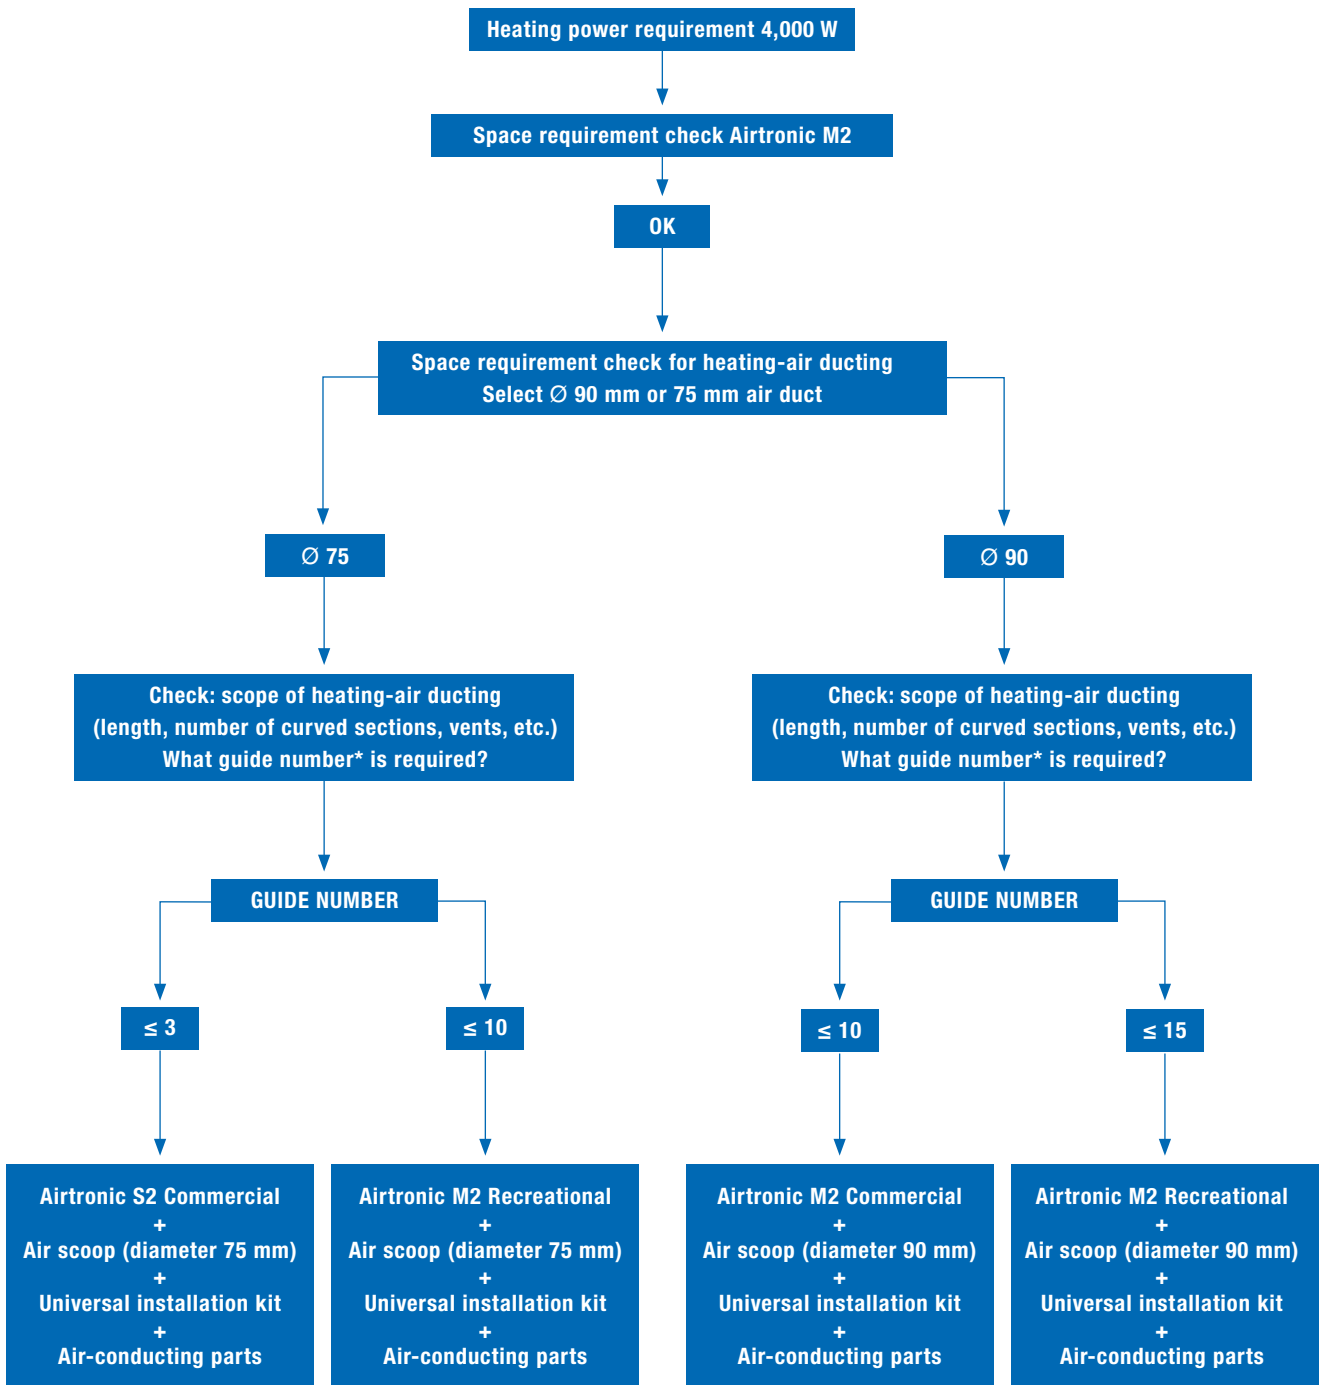 Heating power requirement 4,000 W
Space requirement check Airtronic M2
OK
Space requirement check for heating-air ducting
Select Ø 90 mm or 75 mm air duct
Ø 75
Ø 90
Check: scope of heating-air ducting
(length, number of curved sections, vents, etc.)
What guide number* is required?
Check: scope of heating-air ducting
(length, number of curved sections, vents, etc.)
What guide number* is required?
GUIDE NUMBER
GUIDE NUMBER
≤ 3
≤ 10
≤ 10
≤ 15
Airtronic S2 Commercial
+
Air scoop (diameter 75 mm)
+
Universal installation kit
+
Air-conducting parts
Airtronic M2 Recreational
+
Air scoop (diameter 75 mm)
+
Universal installation kit
+
Air-conducting parts
Airtronic M2 Commercial
+
Air scoop (diameter 90 mm)
+
Universal installation kit
+
Air-conducting parts
Airtronic M2 Recreational
+
Air scoop (diameter 90 mm)
+
Universal installation kit
+
Air-conducting parts